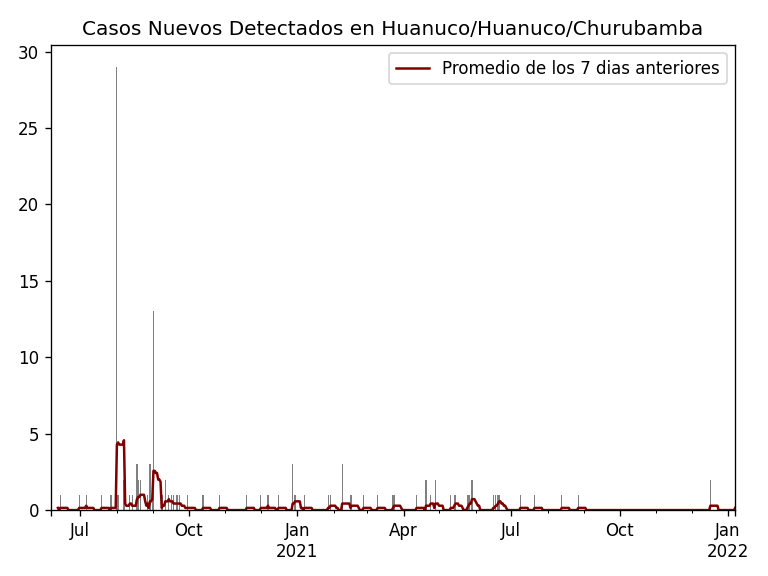 Casos Nuevos Detectados en Huanuco/Huanuco/Churubamba
Promedio de los 7 dias anteriores
30
25
20
15
10
5
0
Jul Oct Jan Apr Jul Oct Jan
2021 2022